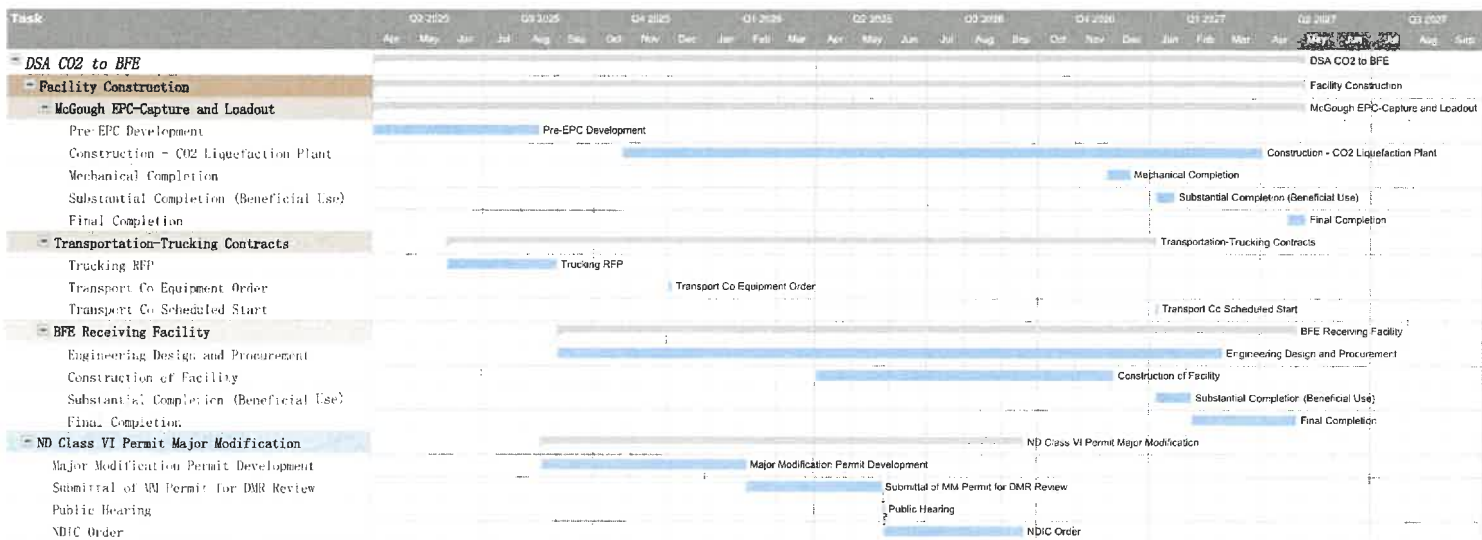 Task Q2 2025 Q3 2025 Q4 2025 Q1 2026 Q2 2026 Q3 2026 Q4 2026 Q1 2027 Q2 2027 Q3 2027
Apr May Jun Jul Aug Sep Oct Nov Dec Jan Feb Mar Apr May Jun Jul Aug Sep Oct Nov Dec Jan Feb Mar Apr May Jun Jul Aug Sep
DSA CO2 to BFE DSA CO2 to BFE
Facility Construction Facility Construction
McGough EPC-Capture and Loadout McGough EPC-Capture and Loadout
Pre-EPC Development Pre-EPC Development
Construction - CO2 Liquefaction Plant Construction - CO2 Liquefaction Plant
Mechanical Completion Mechanical Completion
Substantial Completion (Beneficial Use) Substantial Completion (Beneficial Use)
Final Completion Final Completion
Transportation-Trucking Contracts Transportation-Trucking Contracts
Trucking RFP Trucking RFP
Transport Co Equipment Order Transport Co Equipment Order
Transport Co Scheduled Start Transport Co Scheduled Start
BFE Receiving Facility BFE Receiving Facility
Engineering Design and Procurement Engineering Design and Procurement
Construction of Facility Construction of Facility
Substantial Completion (Beneficial Use) Substantial Completion (Beneficial Use)
Final Completion Final Completion
ND Class VI Permit Major Modification ND Class VI Permit Major Modification
Major Modification Permit Development Major Modification Permit Development
Submittal of MM Permit for DMR Review Submittal of MM Permit for DMR Review
Public Hearing Public Hearing
NDIC Order NDIC Order